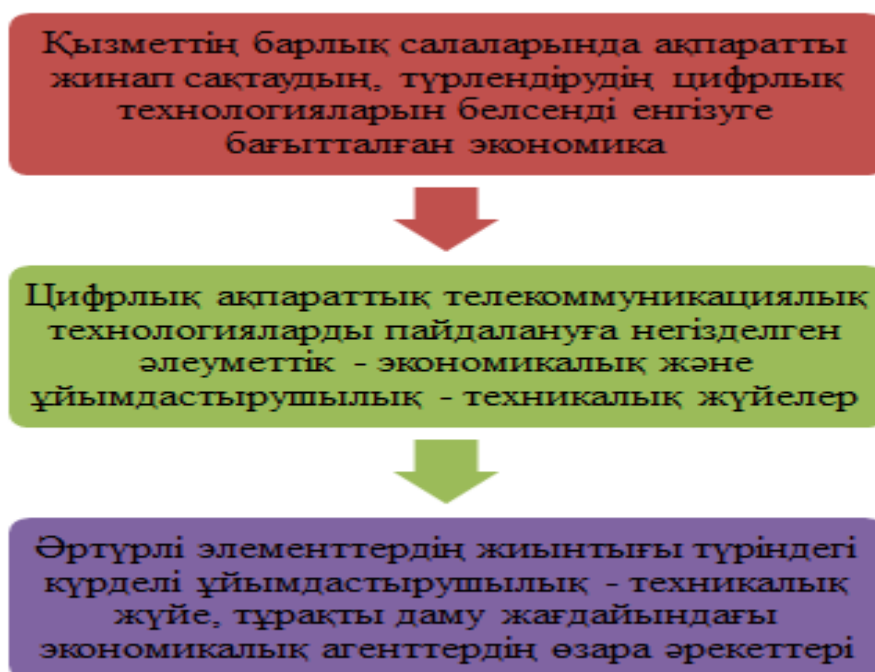 Қызметтің барлық салаларында ақпаратты
жинап сақтаудың, түрлендірудің цифрлық
технологияларын белсенді енгізуге
бағытталған экономика
Цифрлық ақпараттық телекоммуникациялық
технологияларды пайдалануға негізделген
әлеуметтік - экономикалық және
ұйымдастырушылық - техникалық жүйелер
Әртүрлі элементтердің жиынтығы түріндегі
күрделі ұйымдастырушылық - техникалық
жүйе, тұрақты даму жағдайындағы
экономикалық агенттердің өзара әрекеттері